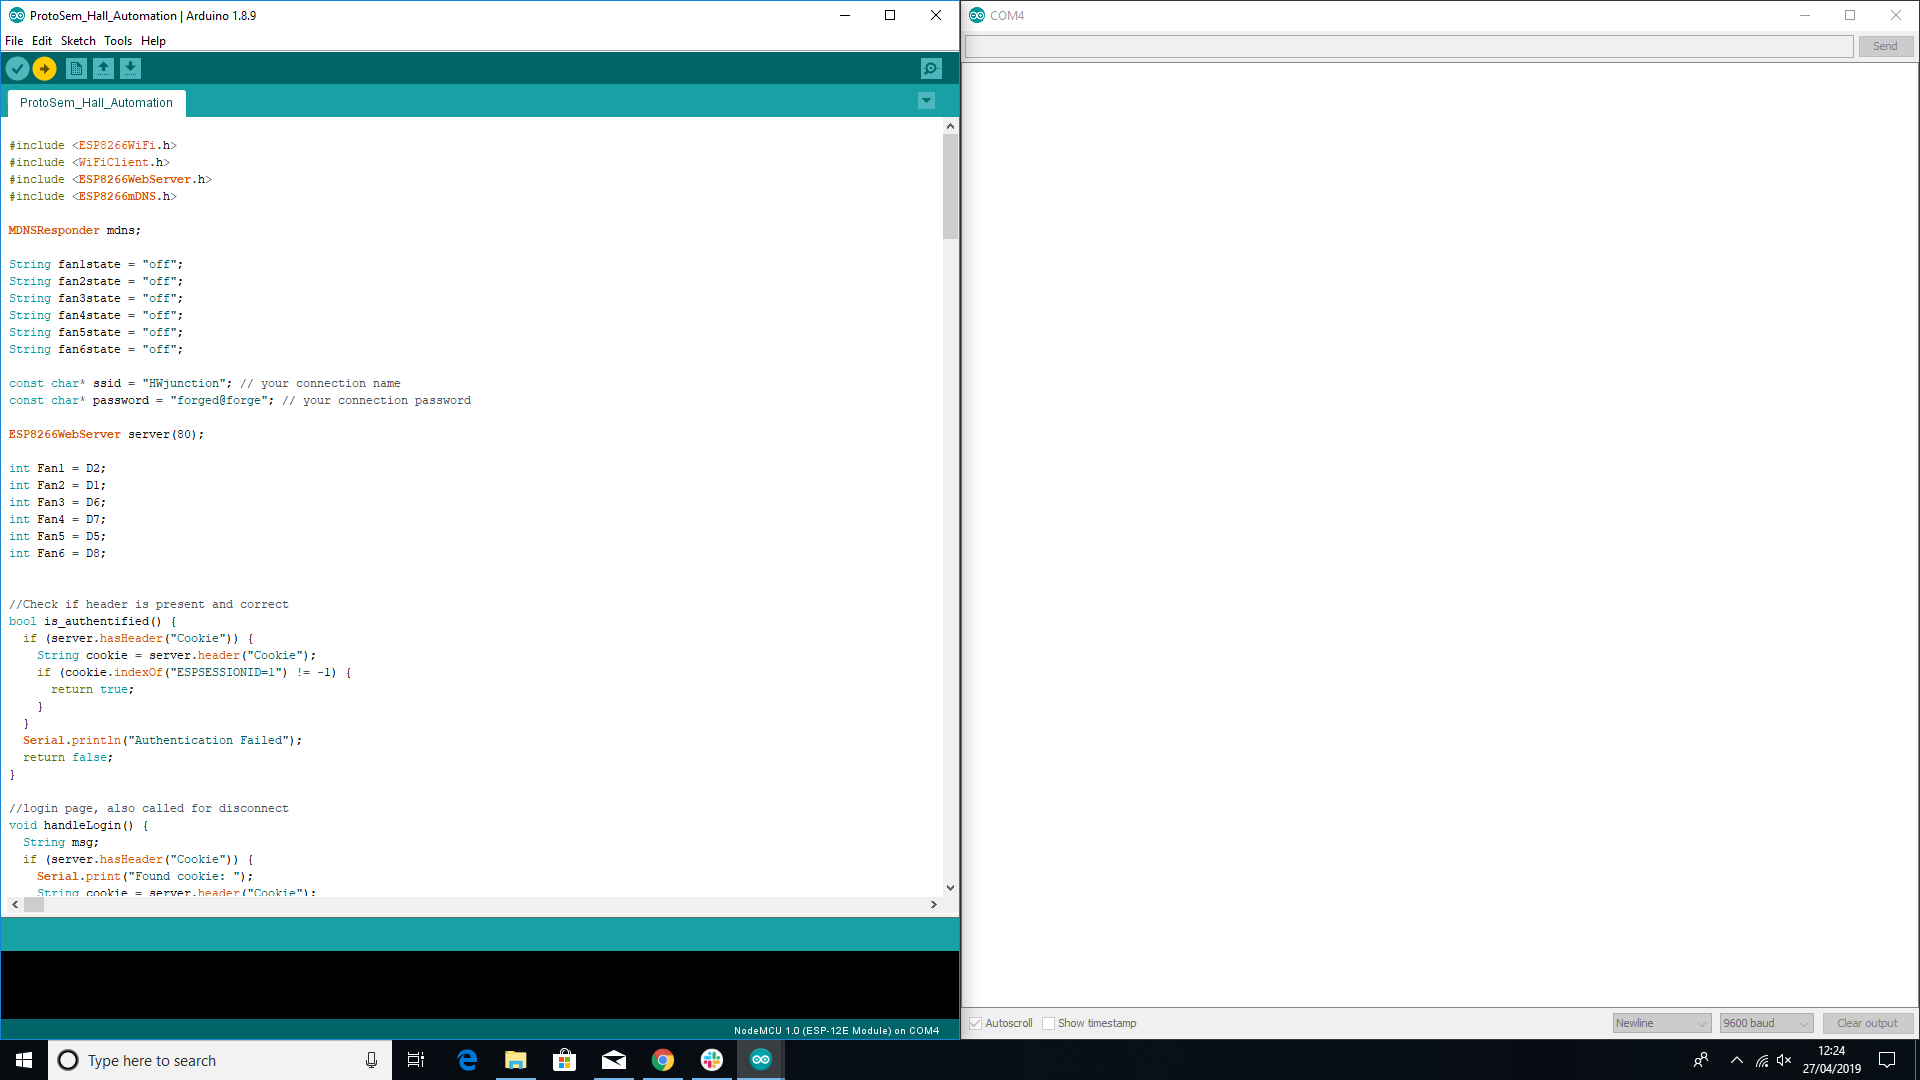 ProtoSem_Hall_Automation | Arduino 1.8.9
File Edit Sketch Tools Help
ProtoSem_Hall_Automation
#include <ESP8266WiFi.h>
#include <WiFiClient.h>
#include <ESP8266WebServer.h>
#include <ESP8266mDNS.h>
MDNSResponder mdns;
String fan1state = "off";
String fan2state = "off";
String fan3state = "off";
String fan4state = "off";
String fan5state = "off";
String fan6state = "off";
const char* ssid = "HWjunction"; // your connection name
const char* password = "forged@forge"; // your connection password
ESP8266WebServer server(80);
int Fan1 = D2;
int Fan2 = D1;
int Fan3 = D6;
int Fan4 = D7;
int Fan5 = D5;
int Fan6 = D8;
//Check if header is present and correct
bool is_authentified() {
if (server.hasHeader("Cookie")) {
String cookie = server.header("Cookie");
if (cookie.indexOf("ESPSESSIONID=1") != -1) {
return true;
}
}
Serial.println("Authentication Failed");
return false;
}
//login page, also called for disconnect
void handleLogin() {
String msg;
if (server.hasHeader("Cookie")) {
Serial.print("Found cookie: ");
String cookie = server.header("Cookie");
NodeMCU 1.0 (ESP-12E Module) on COM4
COM4
Send
Autoscroll Show timestamp
Newline
9600 baud
Clear output
Type here to search
12:24
27/04/2019